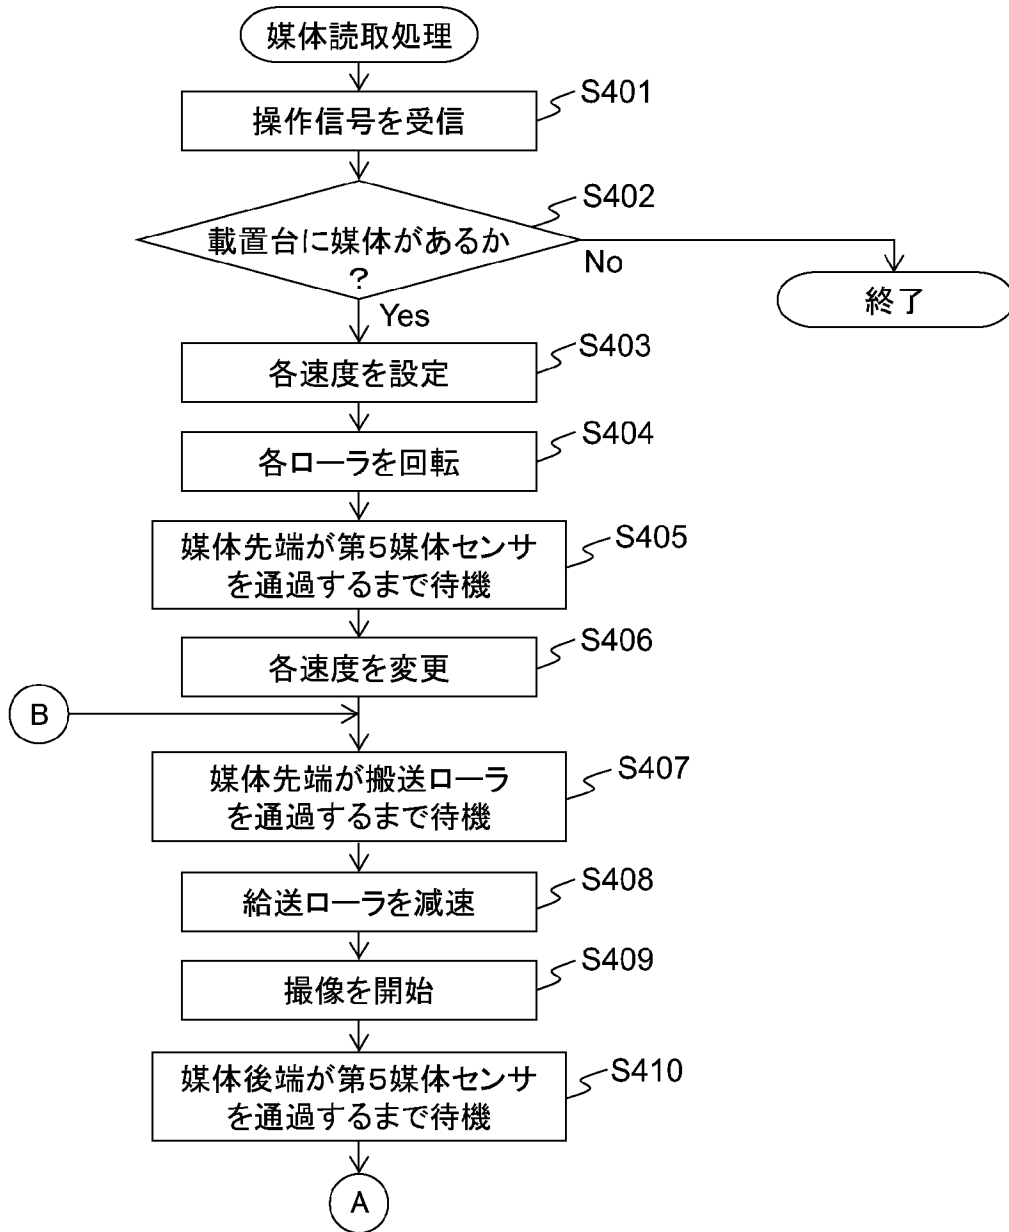 媒体読取処理
S401
操作信号を受信
S402
載置台に媒体があるか
?
No
終了
Yes
S403
各速度を設定
S404
各ローラを回転
S405
媒体先端が第5媒体センサ
を通過するまで待機
S406
各速度を変更
B
S407
媒体先端が搬送ローラ
を通過するまで待機
S408
給送ローラを減速
S409
撮像を開始
S410
媒体後端が第5媒体センサ
を通過するまで待機
A